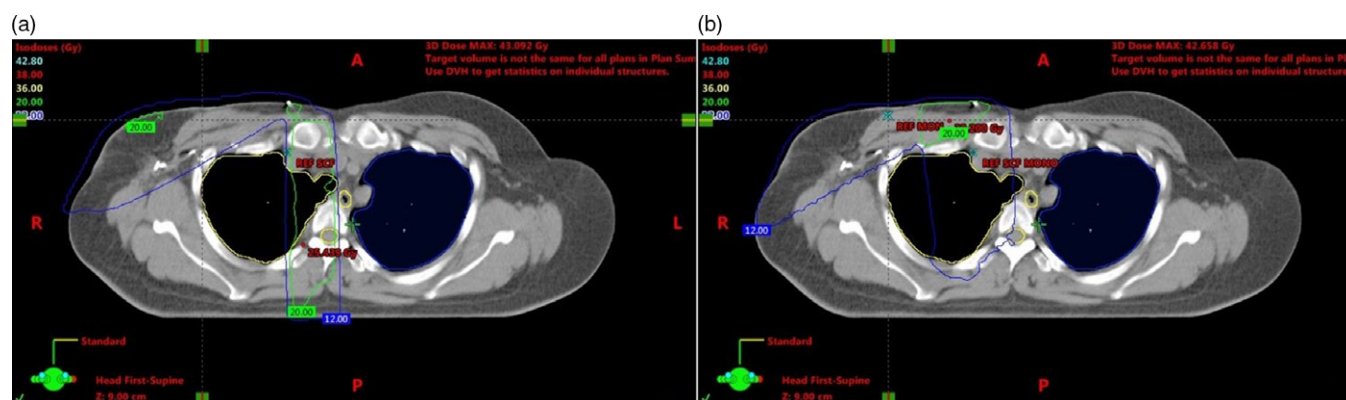 (a)
Isodoses (Gy)
42.80
38.00
36.00
20.00
12.00
3D Dose MAX: 43.092 Gy
Target volume is not the same for all plans in Plan Sum
Use DVH to get statistics on individual structures.
A
20.00
REF SCF
R
L
20.00
12.00
Standard
Head First-Supine
Z: 9.00 cm
P
(b)
Isodoses (Gy)
42.80
38.00
36.00
20.00
3D Dose MAX: 42.658 Gy
Target volume is not the same for all plans in Pl
Use DVH to get statistics on individual structure
A
REF MON
20.00
REF SCF MONO
R
12.00
Standard
Head First-Supine
Z: 9.00 cm
P